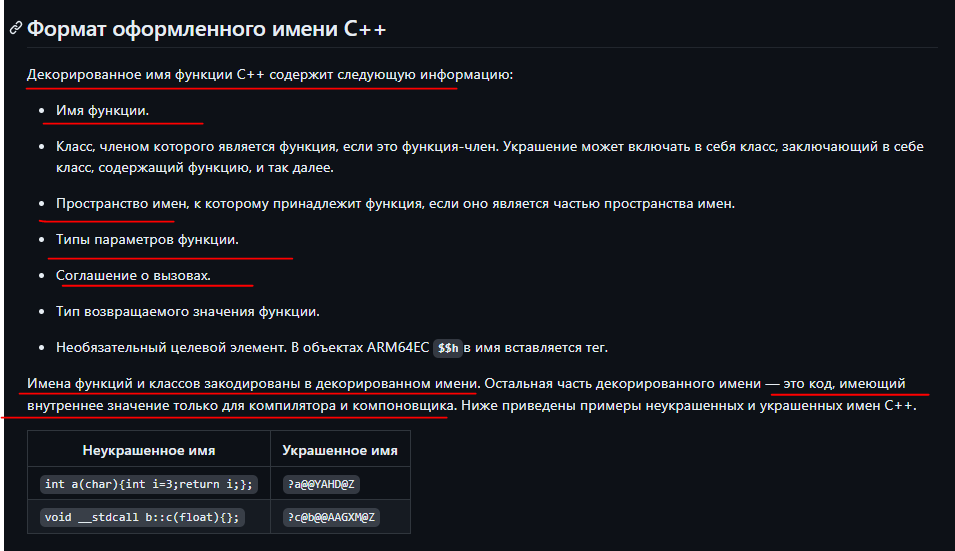 Формат оформленного имени C++
Декорированное имя функции C++ содержит следующую информацию:
Имя функции.
Класс, членом которого является функция, если это функция-член. Украшение может включать в себя класс, заключающий в себе
класс, содержащий функцию, и так далее.
Пространство имен, к которому принадлежит функция, если оно является частью пространства имен.
Типы параметров функции.
Соглашение о вызовах.
Тип возвращаемого значения функции.
Необязательный целевой элемент. В объектах ARM64EC $$h в имя вставляется тег.
Имена функций и классов закодированы в декорированном имени. Остальная часть декорированного имени — это код, имеющий
внутреннее значение только для компилятора и компоновщика. Ниже приведены примеры неукрашенных и украшенных имен C++.
Неукрашенное имя Украшенное имя
int a(char){int i=3;return i;}; ?a@@YAHD@Z
void __stdcall b::c(float){}; ?c@b@@AAGXM@Z